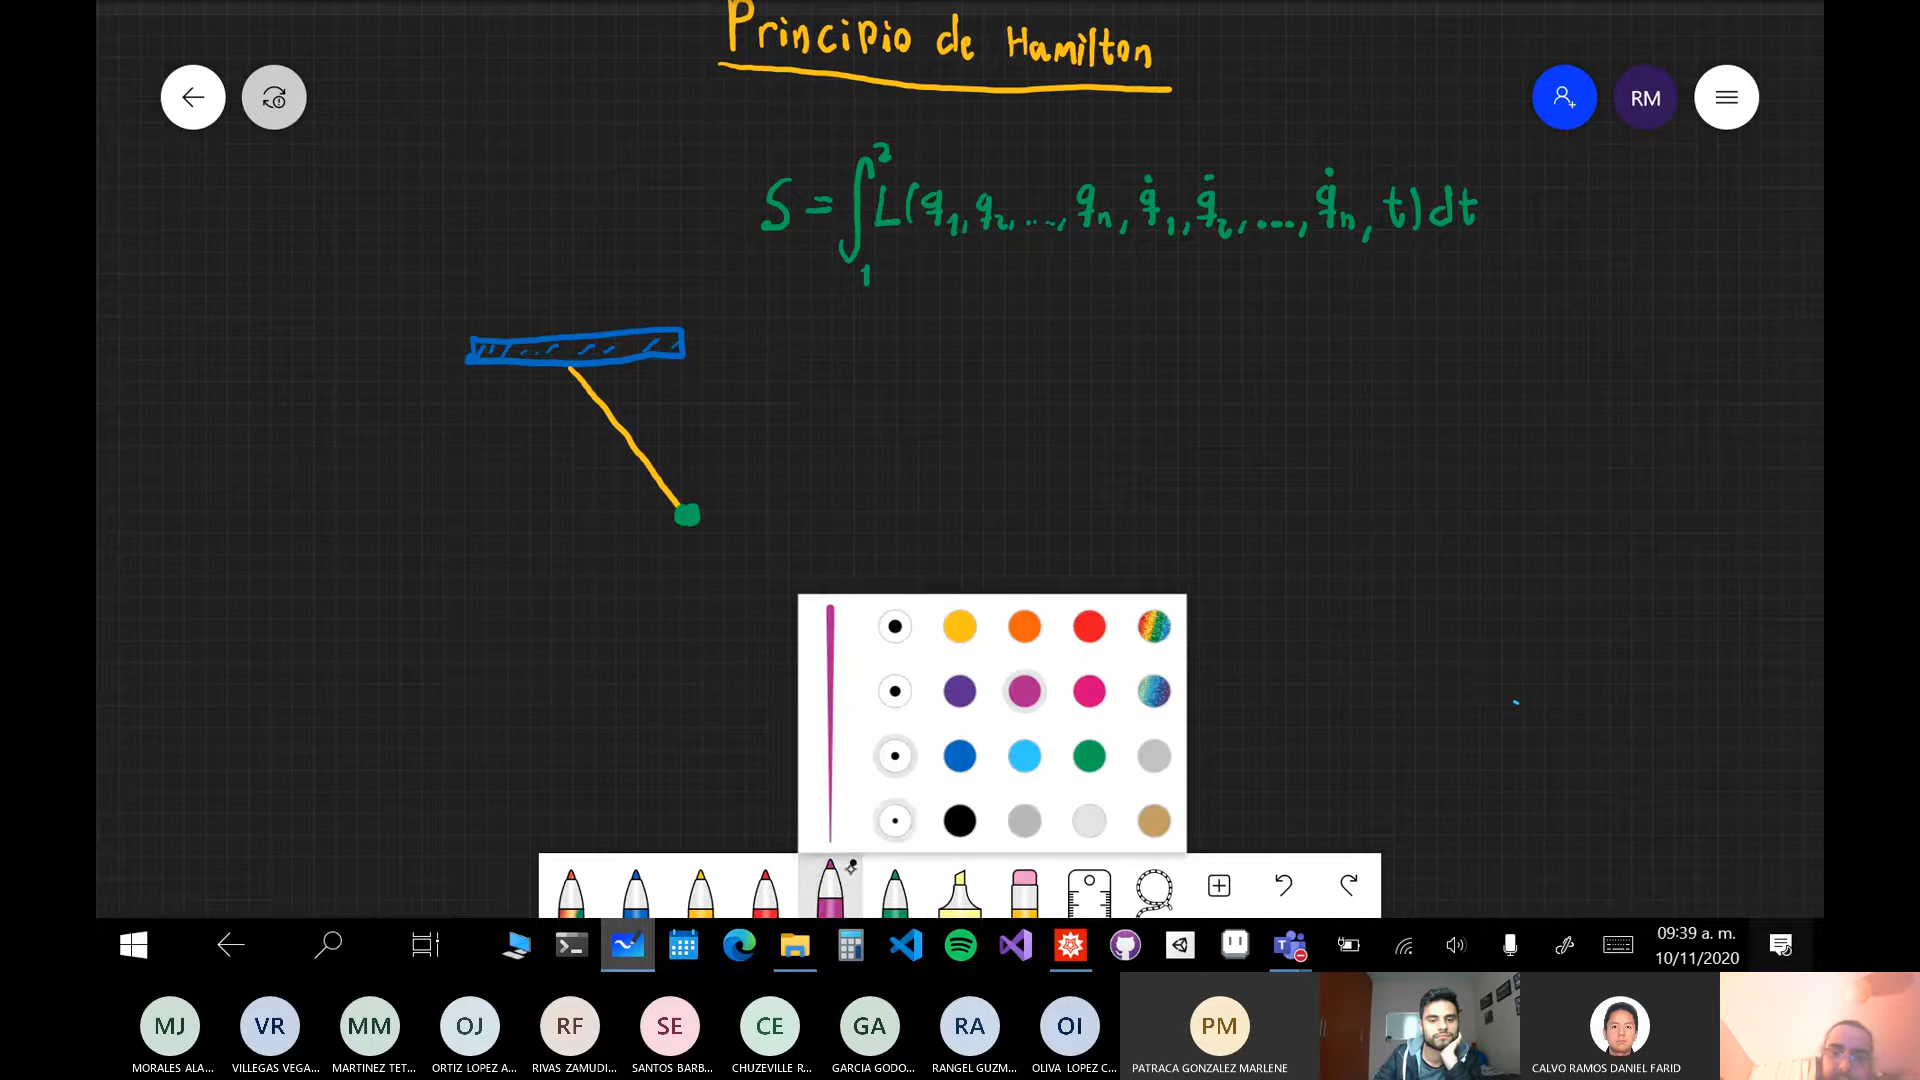 Principio de Hamilton
RM
S = ∫₁² L(q₁, q₂, ..., qₙ, q̇₁, q̇₂, ..., q̇ₙ, t) dt
09:39 a. m.
10/11/2020
MJ
VR
MM
OJ
RF
SE
CE
GA
RA
OI
PM
MORALES ALA...
VILLEGAS VEGA...
MARTINEZ TET...
ORTIZ LOPEZ A...
RIVAS ZAMUDI...
SANTOS BARB...
CHUZEVILLE R...
GARCIA GODO...
RANGEL GUZM...
OLIVA LOPEZ C...
PATRACA GONZALEZ MARLENE
CALVO RAMOS DANIEL FARID